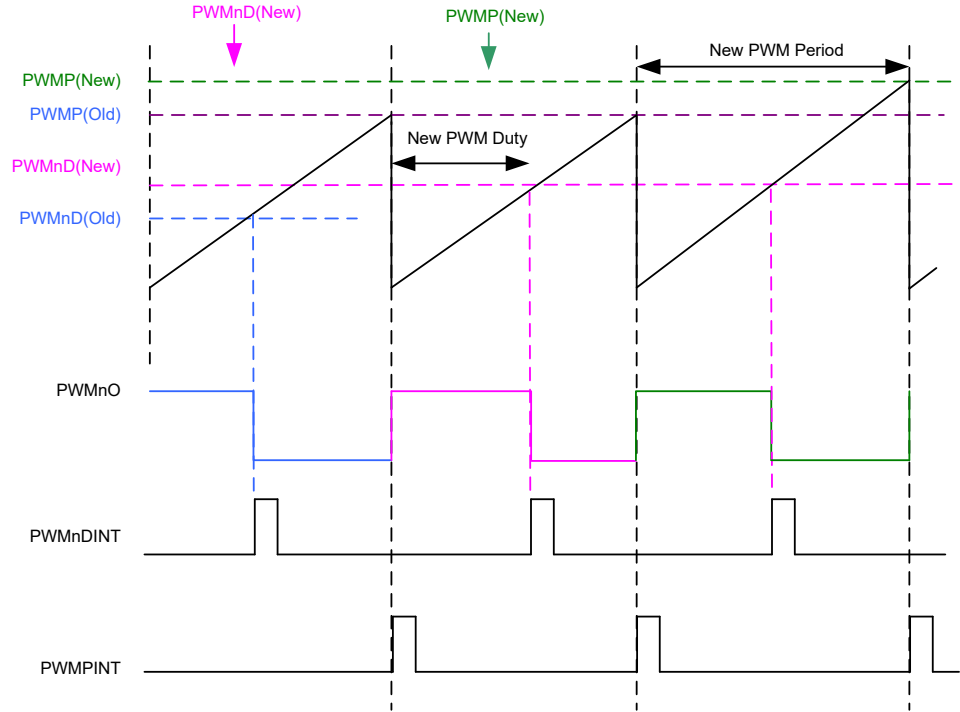 PWMnD(New)
PWMP(New)
New PWM Period
PWMP(New)
PWMP(Old)
New PWM Duty
PWMnD(New)
PWMnD(Old)
PWMnO
PWMnDINT
PWMPINT